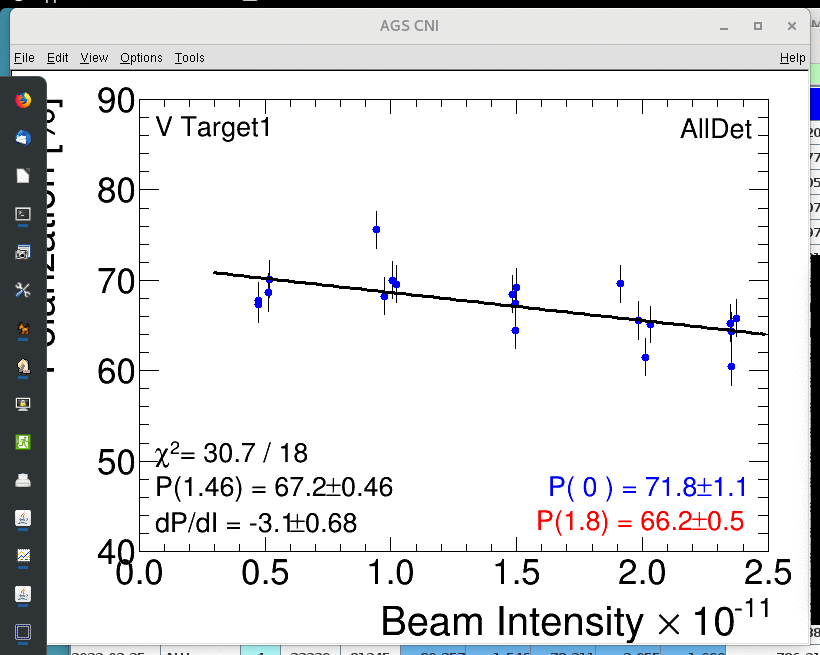 AGS CNI
File Edit View Options Tools Help
90
V Target1 AllDet
80
70
60
50
χ²= 30.7 / 18
P(1.46) = 67.2±0.46 P( 0 ) = 71.8±1.1
dP/dI = -3.1±0.68 P(1.8) = 66.2±0.5
40
0.0 0.5 1.0 1.5 2.0 2.5
Beam Intensity × 10⁻¹¹